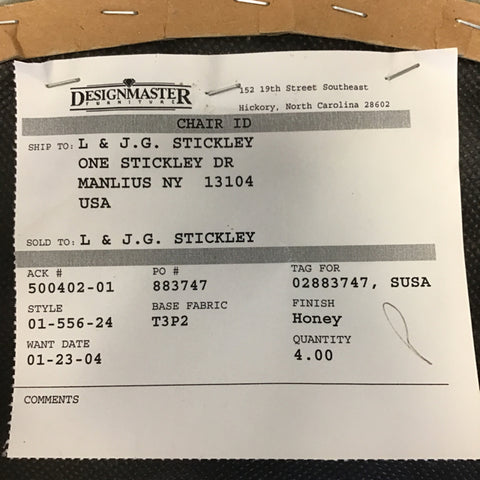 DESIGNMASTER
FURNITURE
152 19th Street Southeast
Hickory, North Carolina 28602
CHAIR ID
SHIP TO: L & J.G. STICKLEY
ONE STICKLEY DR
MANLIUS NY 13104
USA
SOLD TO: L & J.G. STICKLEY
ACK # PO # TAG FOR
500402-01 883747 02883747, SUSA
STYLE BASE FABRIC FINISH
01-556-24 T3P2 Honey
WANT DATE QUANTITY
01-23-04 4.00
COMMENTS